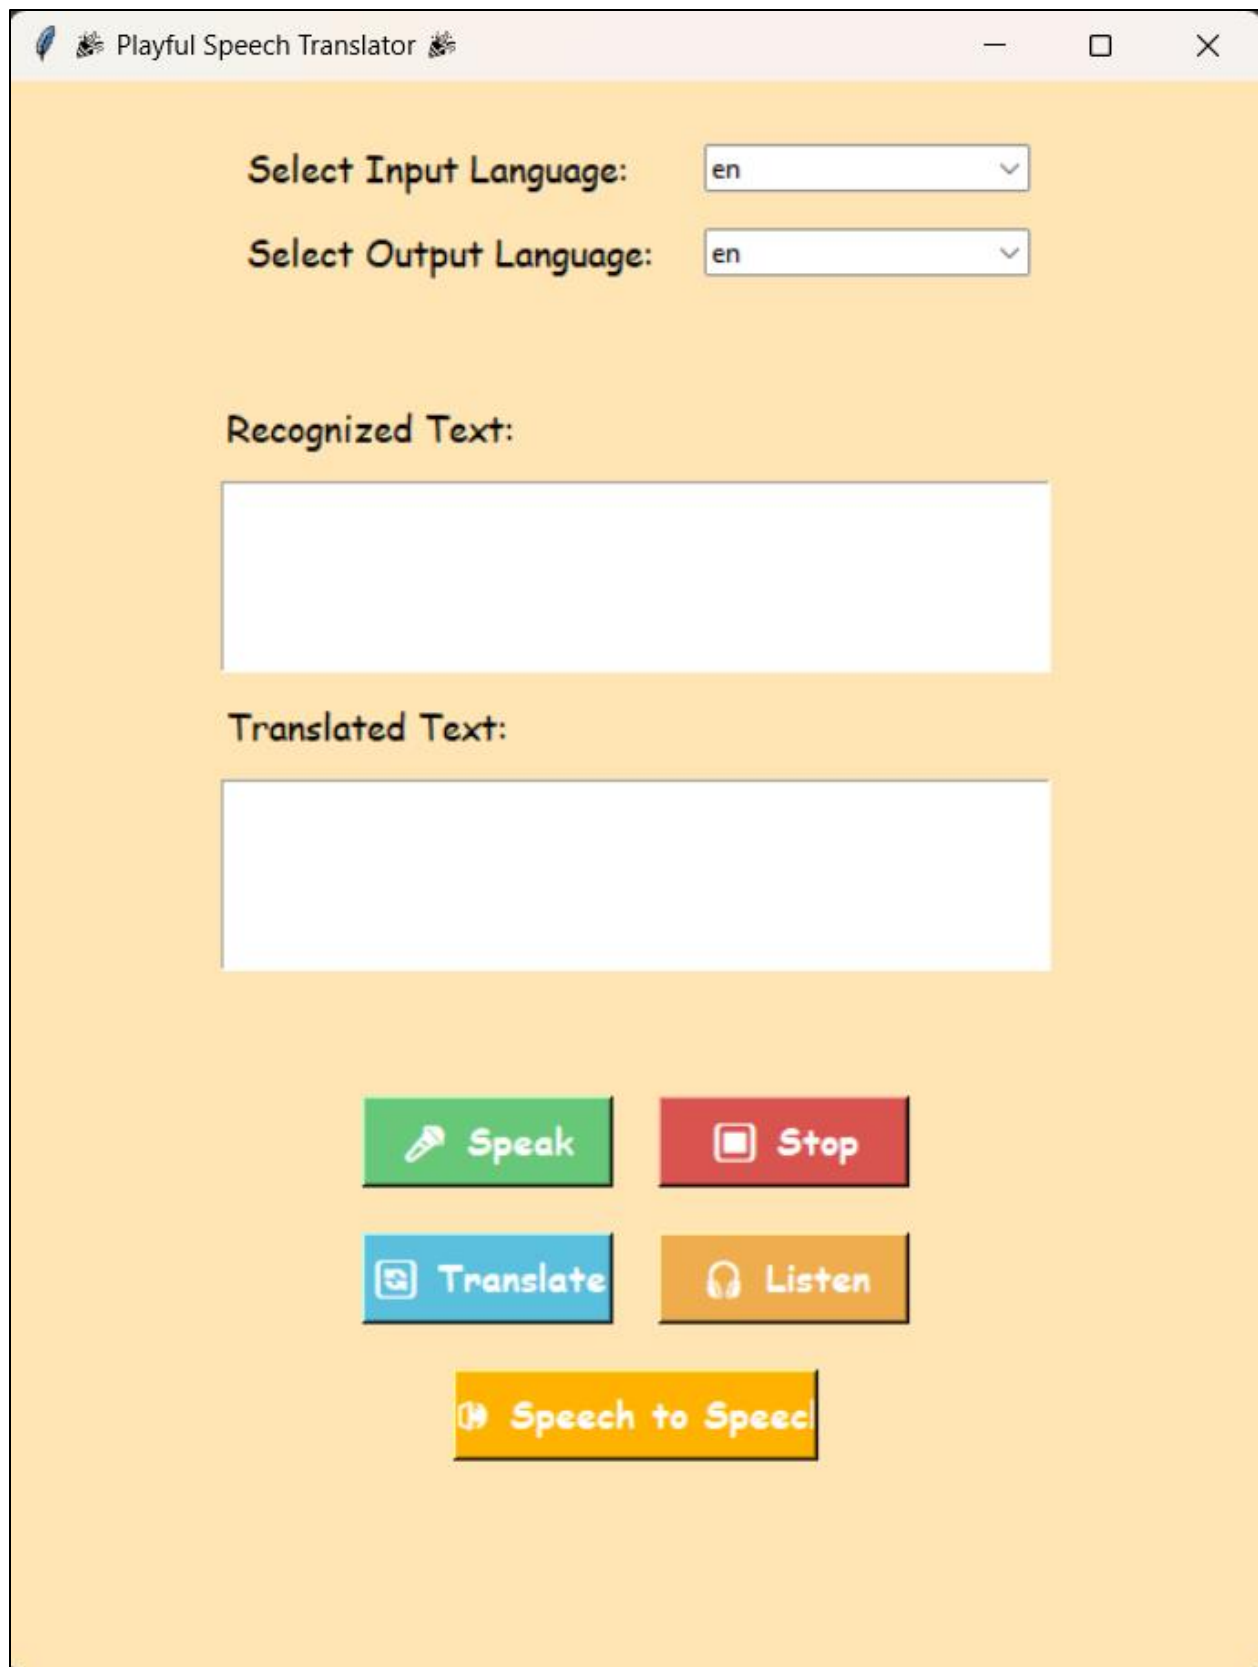 🎉 Playful Speech Translator 🎉
Select Input Language: en
Select Output Language: en
Recognized Text:
Translated Text:
🎤 Speak
⏹ Stop
🔄 Translate
🎧 Listen
🔊 Speech to Speecl